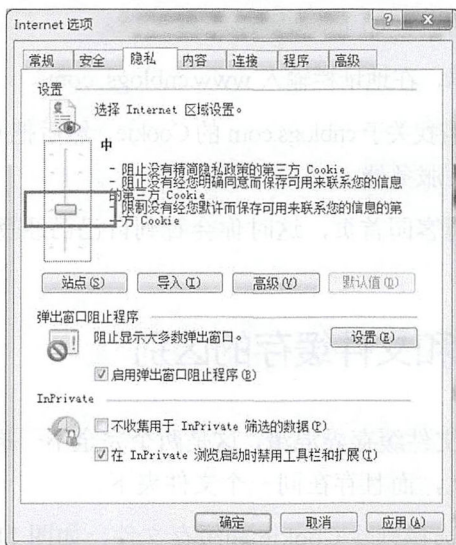 Internet 选项
常规 安全 隐私 内容 连接 程序 高级
设置
选择 Internet 区域设置。
中
- 阻止没有精简隐私政策的第三方 Cookie
- 阻止没有经您明确同意而保存可用来联系您的信息
的第三方 Cookie
- 限制没有经您默许而保存可用来联系您的信息的第
一方 Cookie
站点(S) 导入(I) 高级(V) 默认值(D)
弹出窗口阻止程序
阻止显示大多数弹出窗口。 设置(E)
启用弹出窗口阻止程序(B)
InPrivate
不收集用于 InPrivate 筛选的数据(P)
在 InPrivate 浏览启动时禁用工具栏和扩展(T)
确定 取消 应用(A)